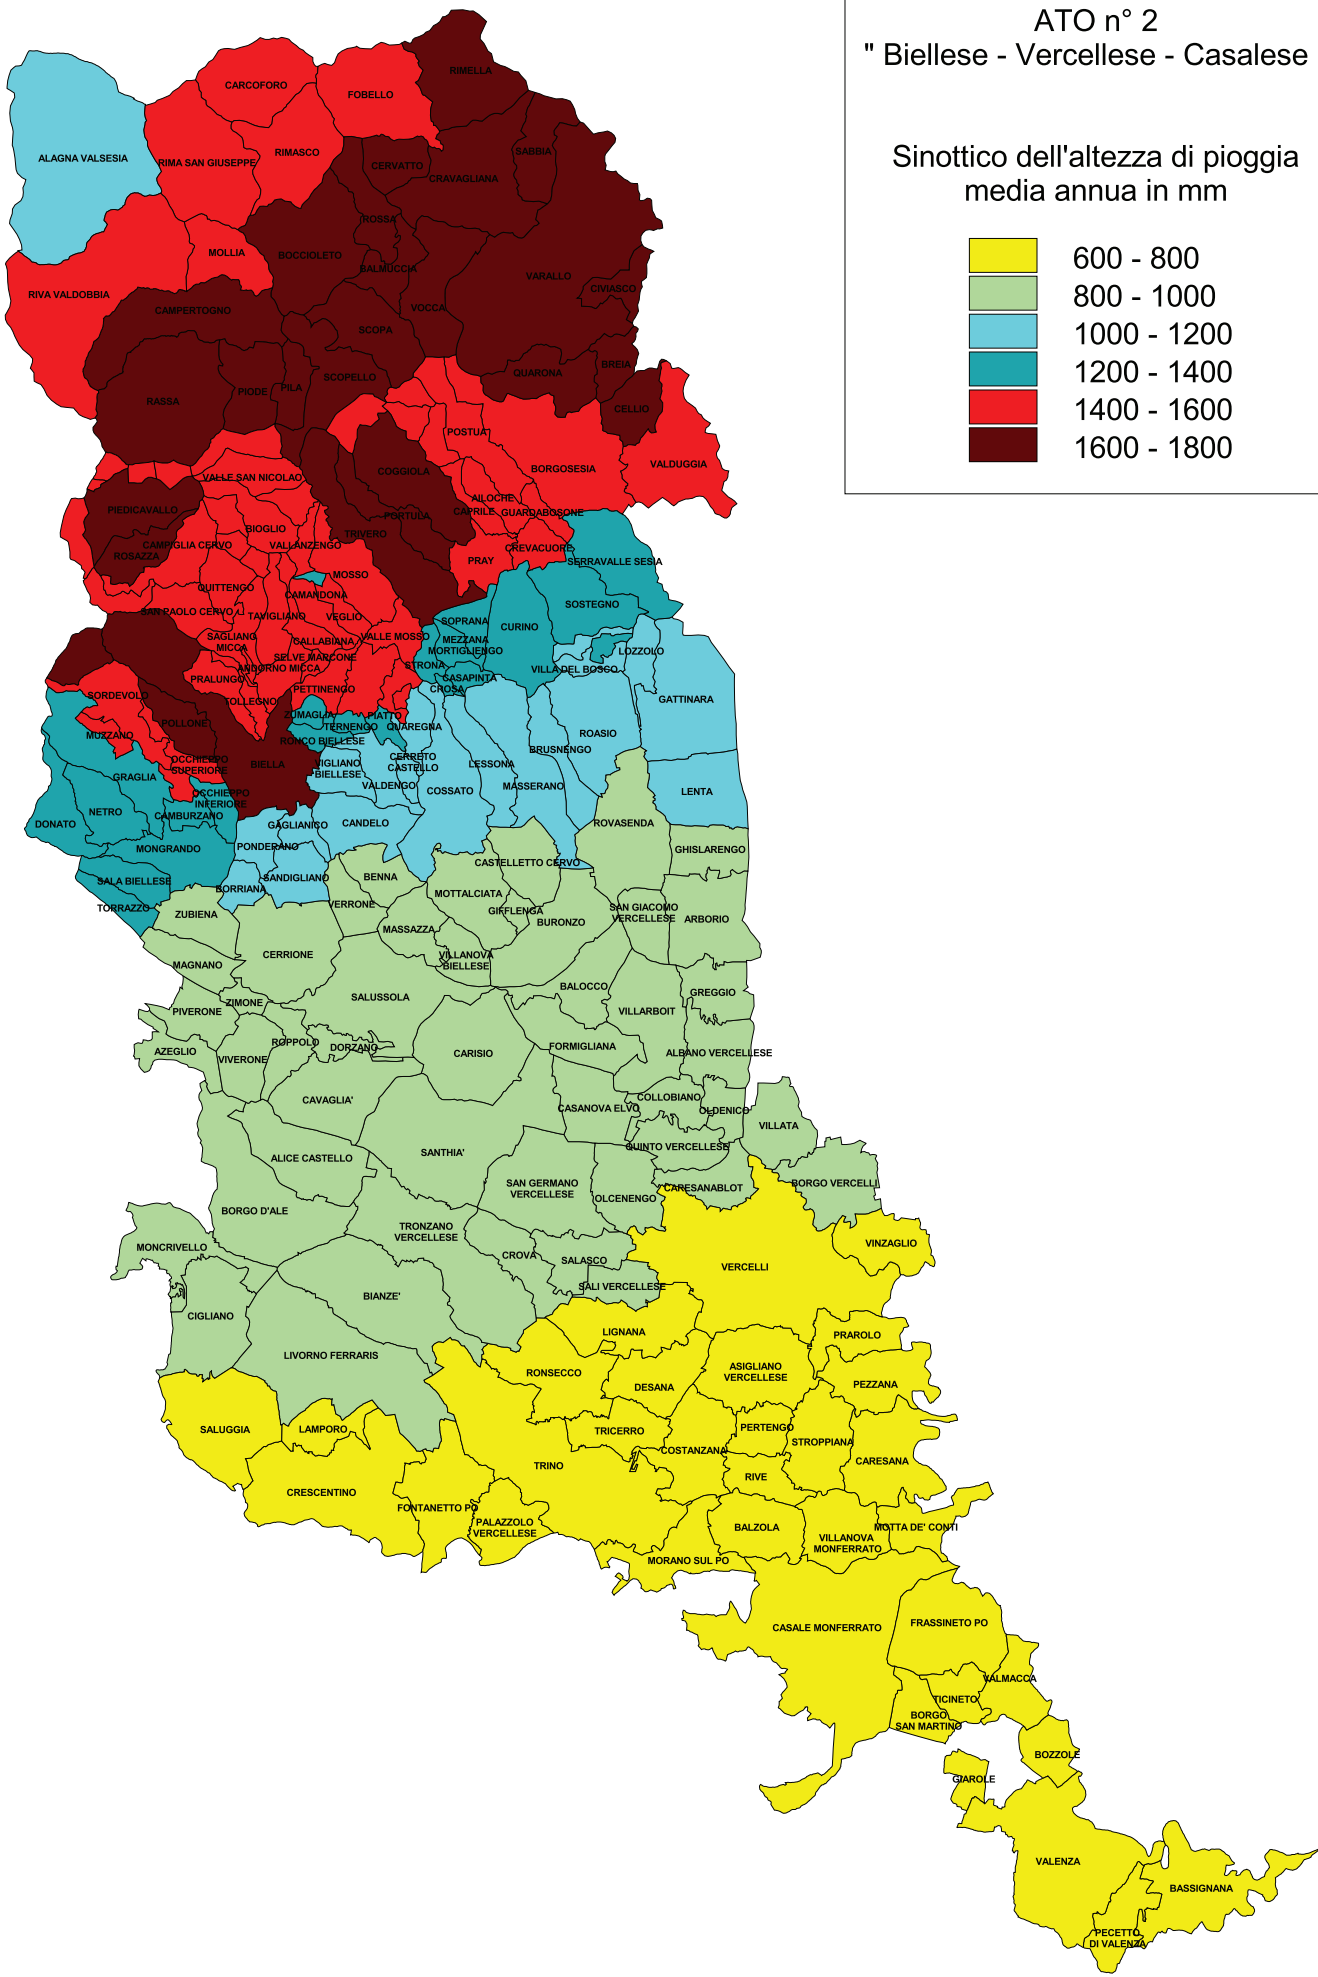 ATO n° 2
" Biellese - Vercellese - Casalese
Sinottico dell'altezza di pioggia
media annua in mm
600 - 800
800 - 1000
1000 - 1200
1200 - 1400
1400 - 1600
1600 - 1800
RIMELLA
CARCOFORO
FOBELLO
ALAGNA VALSESIA
RIMA SAN GIUSEPPE
RIMASCO
CERVATTO
SABBIA
CRAVAGLIANA
ROSSA
MOLLIA
BOCCIOLETO
BALMUCCIA
VARALLO
CIVIASCO
RIVA VALDOBBIA
CAMPERTOGNO
VOCCA
SCOPA
BREIA
QUARONA
SCOPELLO
PILA
PIODE
RASSA
CELLIO
POSTUA
VALDUGGIA
BORGOSESIA
COGGIOLA
VALLE SAN NICOLAO
AILOCHE
CAPRILE
GUARDABOSONE
PIEDICAVALLO
PORTULA
BIOGLIO
TRIVERO
CAMPIGLIA CERVO
VALLANZENGO
CREVACUORE
ROSAZZA
PRAY
SERRAVALLE SESIA
MOSSO
QUITTENGO
CAMANDONA
SOSTEGNO
SAN PAOLO CERVO
TAVIGLIANO
VEGLIO
SOPRANA
CURINO
SAGLIANO
MICCA
CALLABIANA
VALLE MOSSO
MEZZANA
MORTIGLIENGO
LOZZOLO
SELVE MARCONE
ANDORNO MICCA
STRONA
VILLA DEL BOSCO
PRALUNGO
CASAPINTA
PETTINENGO
CROSA
SORDEVOLO
TOLLEGNO
GATTINARA
ZUMAGLIA
PIATTO
POLLONE
TERNENGO
QUAREGNA
MUZZANO
RONCO BIELLESE
ROASIO
BRUSNENGO
OCCHIEPPO
SUPERIORE
BIELLA
VIGLIANO
BIELLESE
CERRETO
CASTELLO
LESSONA
GRAGLIA
VALDENGO
MASSERANO
COSSATO
LENTA
OCCHIEPPO
INFERIORE
NETRO
CAMBURZANO
DONATO
GAGLIANICO
CANDELO
ROVASENDA
MONGRANDO
PONDERANO
GHISLARENGO
CASTELLETTO CERVO
SALA BIELLESE
BORRIANA
SANDIGLIANO
BENNA
MOTTALCIATA
TORRAZZO
ZUBIENA
VERRONE
GIFFLENGA
SAN GIACOMO
VERCELLESE
ARBORIO
BURONZO
MASSAZZA
CERRIONE
VILLANOVA
BIELLESE
MAGNANO
BALOCCO
GREGGIO
SALUSSOLA
ZIMONE
PIVERONE
VILLARBOIT
ROPPOLO
DORZANO
AZEGLIO
VIVERONE
CARISIO
FORMIGLIANA
ALBANO VERCELLESE
CAVAGLIA'
COLLOBIANO
CASANOVA ELVO
OLDENICO
VILLATA
QUINTO VERCELLESE
ALICE CASTELLO
SANTHIA'
SAN GERMANO
VERCELLESE
CARESANABLOT
BORGO VERCELLI
OLCENENGO
BORGO D'ALE
TRONZANO
VERCELLESE
MONCRIVELLO
VINZAGLIO
CROVA
SALASCO
VERCELLI
SALI VERCELLESE
BIANZE'
CIGLIANO
LIGNANA
PRAROLO
LIVORNO FERRARIS
ASIGLIANO
VERCELLESE
RONSECCO
DESANA
PEZZANA
SALUGGIA
LAMPORO
TRICERRO
PERTENGO
STROPPIANA
COSTANZANA
CARESANA
TRINO
RIVE
CRESCENTINO
FONTANETTO PO
PALAZZOLO
VERCELLESE
BALZOLA
MOTTA DE' CONTI
VILLANOVA
MONFERRATO
MORANO SUL PO
FRASSINETO PO
CASALE MONFERRATO
VALMACCA
TICINETO
BORGO
SAN MARTINO
BOZZOLE
GIAROLE
VALENZA
BASSIGNANA
PECETTO
DI VALENZA